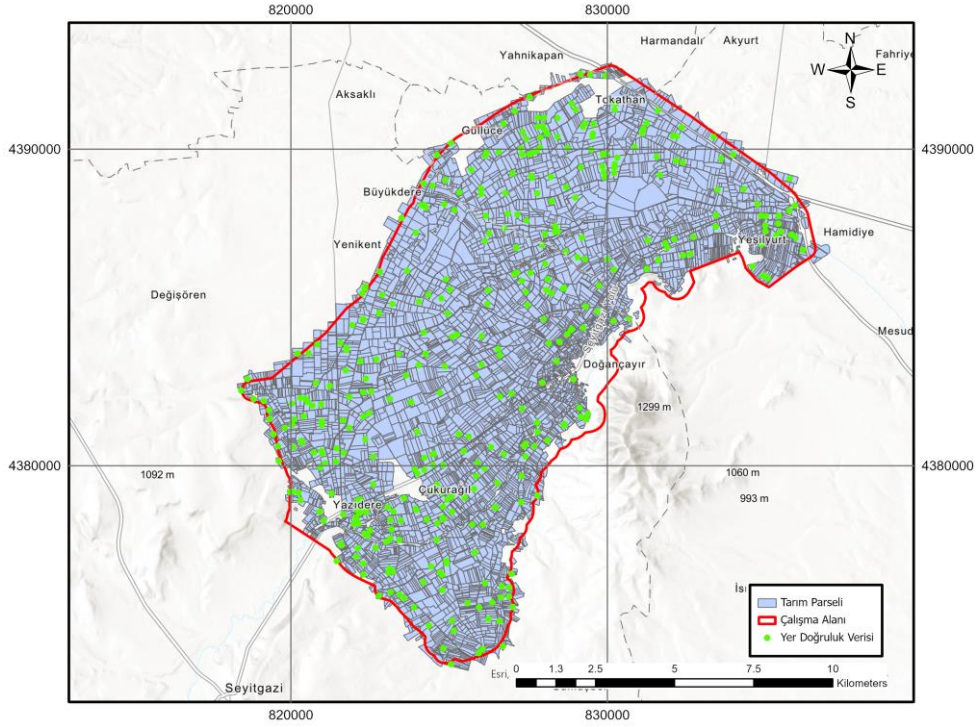 820000 830000
Yahnikapan
Harmandalı
Akyurt
Fahriye
N
W E
S
Aksaklı
Tokathan
Güllüce
4390000 4390000
Büyükdere
Yenikent
Yeşilyurt
Hamidiye
Değişören
Mesud
Doğançayır
1299 m
4380000 4380000
1092 m
1060 m
993 m
Çukurağıl
Yazıdere
Tarım Parseli
Çalışma Alanı
Yer Doğruluk Verisi
Esri,
0 1.3 2.5 5 7.5 10
Kilometers
Seyitgazi
820000 830000